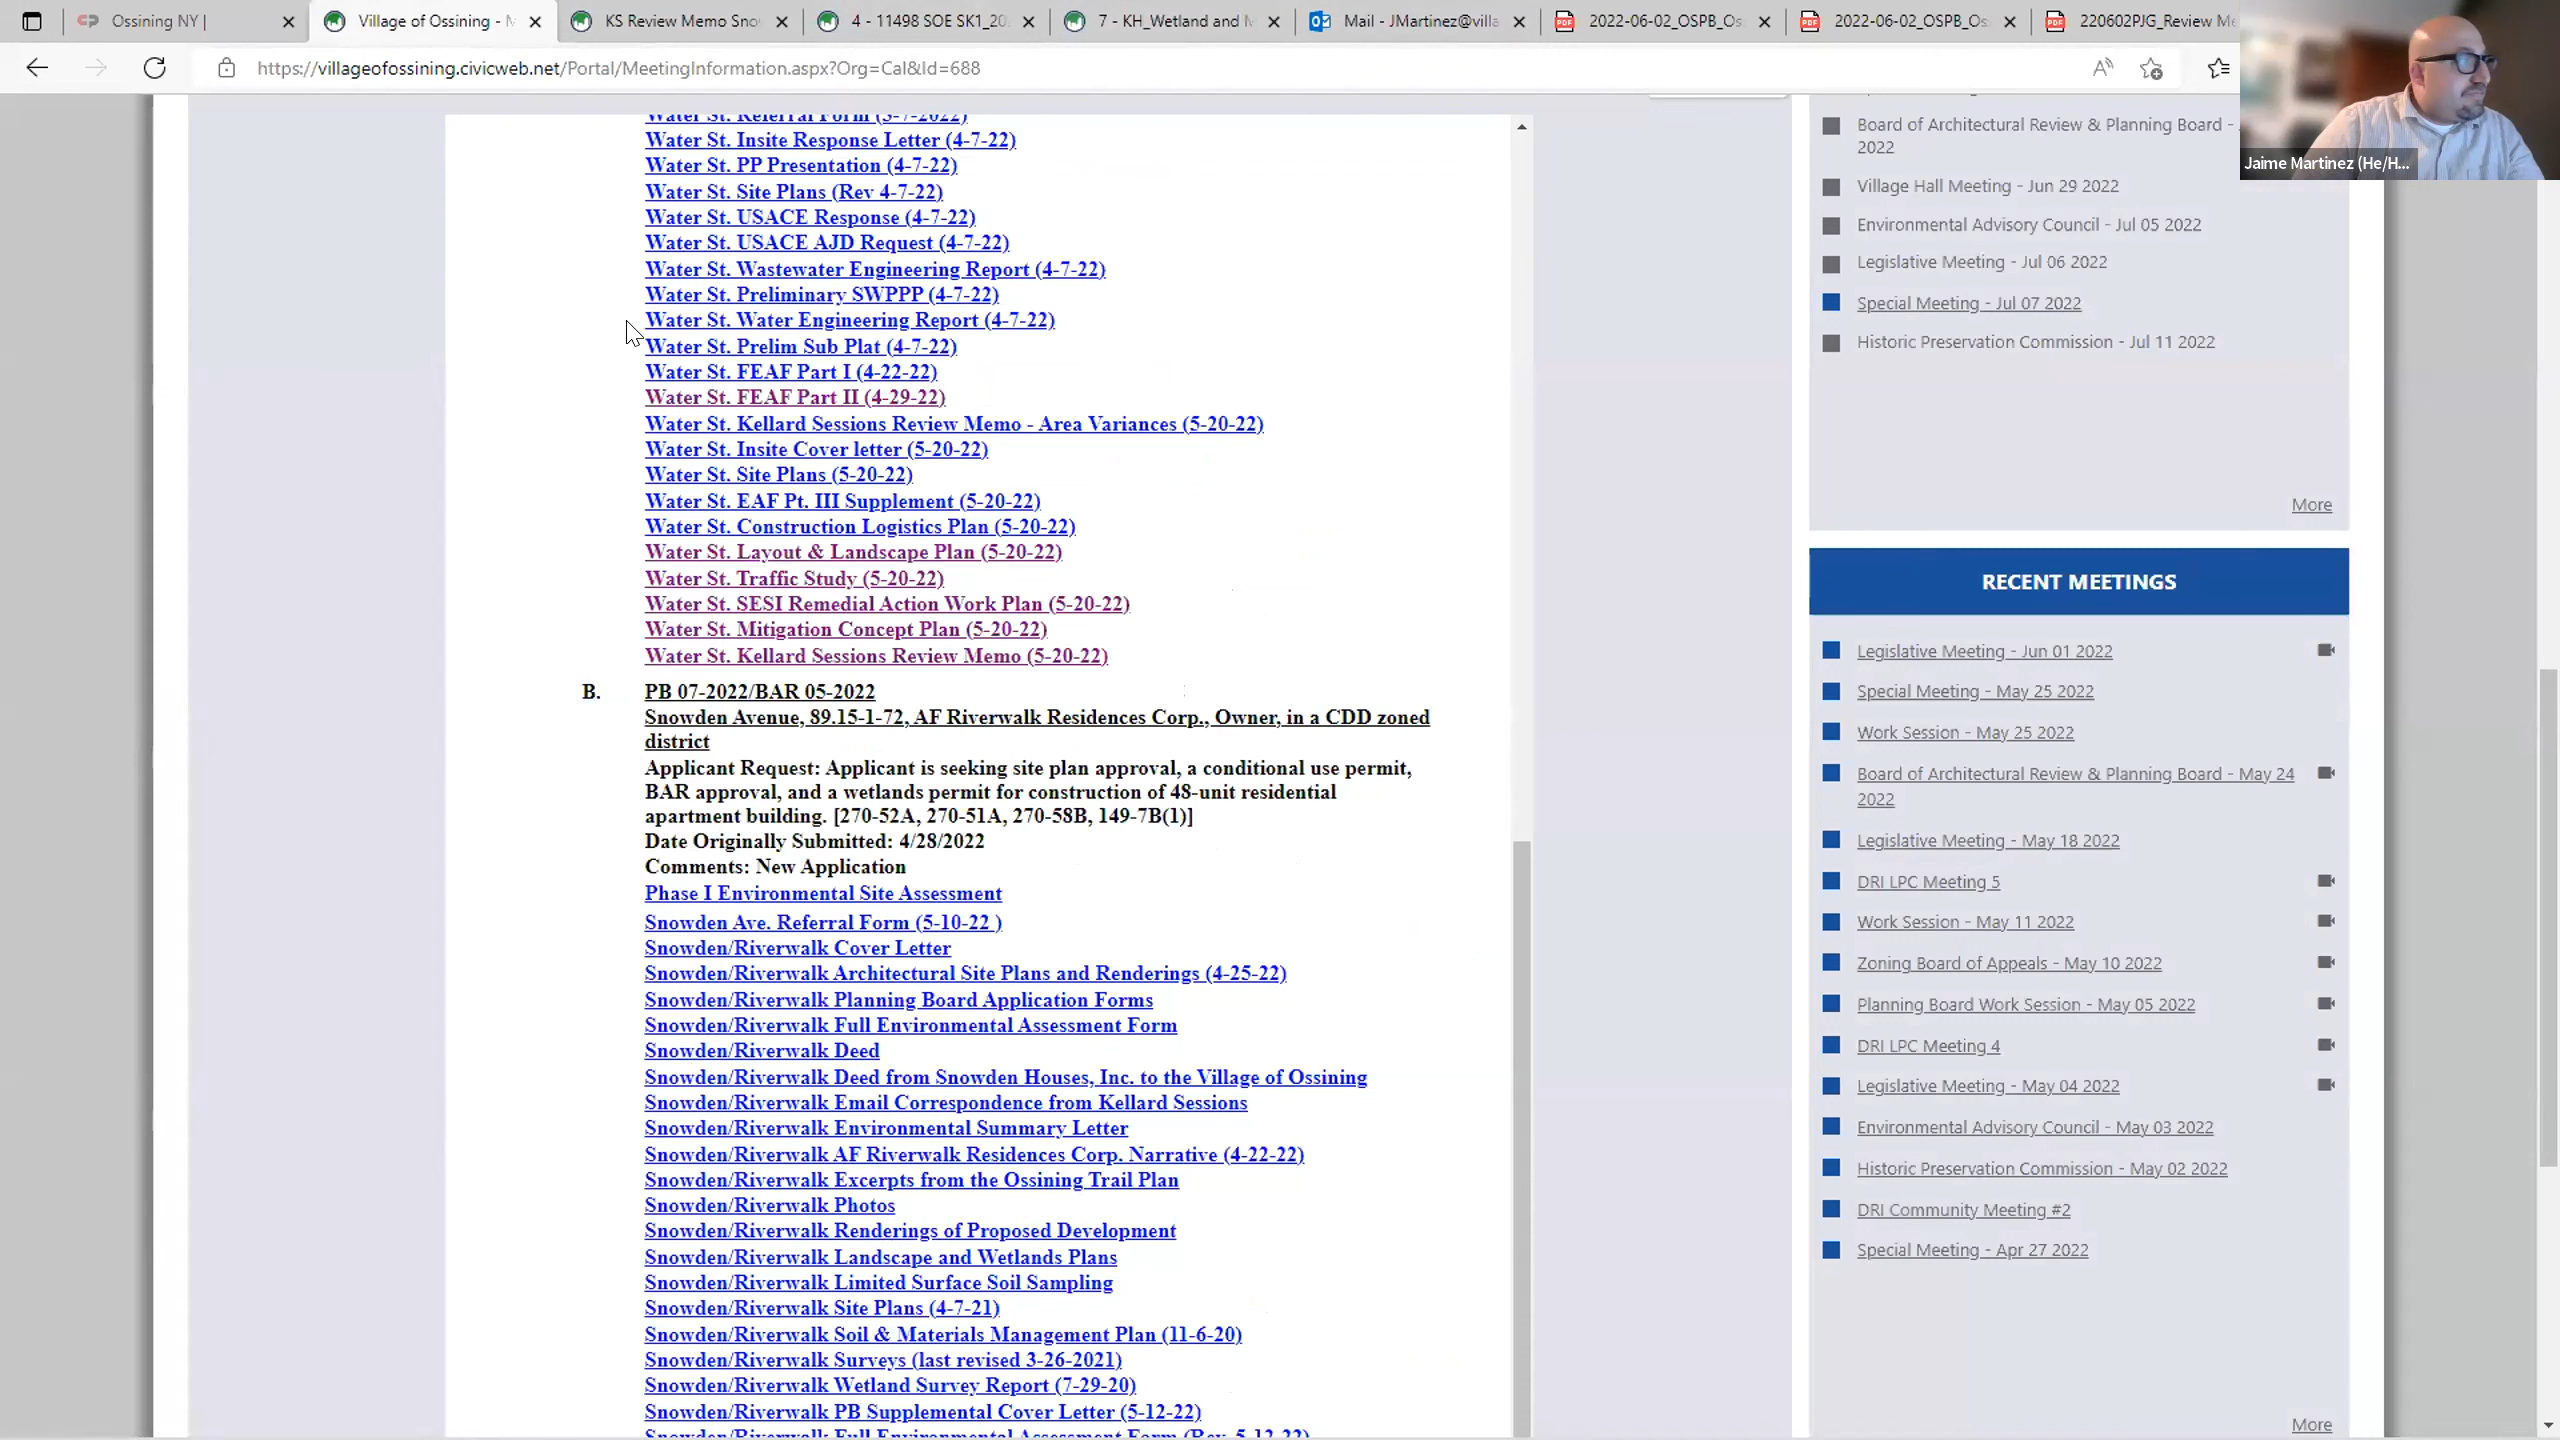 Ossining NY |
Village of Ossining - M
KS Review Memo Sno
4 - 11498 SOE SK1_20
7 - KH_Wetland and M
Mail - JMartinez@villa
2022-06-02_OSPB_Os
2022-06-02_OSPB_Os
220602PJG_Review Me
https://villageofossining.civicweb.net/Portal/MeetingInformation.aspx?Org=Cal&Id=688
Jaime Martinez (He/H...
Water St. Referral Form (3-7-2022)
Water St. Insite Response Letter (4-7-22)
Water St. PP Presentation (4-7-22)
Water St. Site Plans (Rev 4-7-22)
Water St. USACE Response (4-7-22)
Water St. USACE AJD Request (4-7-22)
Water St. Wastewater Engineering Report (4-7-22)
Water St. Preliminary SWPPP (4-7-22)
Water St. Water Engineering Report (4-7-22)
Water St. Prelim Sub Plat (4-7-22)
Water St. FEAF Part I (4-22-22)
Water St. FEAF Part II (4-29-22)
Water St. Kellard Sessions Review Memo - Area Variances (5-20-22)
Water St. Insite Cover letter (5-20-22)
Water St. Site Plans (5-20-22)
Water St. EAF Pt. III Supplement (5-20-22)
Water St. Construction Logistics Plan (5-20-22)
Water St. Layout & Landscape Plan (5-20-22)
Water St. Traffic Study (5-20-22)
Water St. SESI Remedial Action Work Plan (5-20-22)
Water St. Mitigation Concept Plan (5-20-22)
Water St. Kellard Sessions Review Memo (5-20-22)
B. PB 07-2022/BAR 05-2022
Snowden Avenue, 89.15-1-72, AF Riverwalk Residences Corp., Owner, in a CDD zoned
district
Applicant Request: Applicant is seeking site plan approval, a conditional use permit,
BAR approval, and a wetlands permit for construction of 48-unit residential
apartment building. [270-52A, 270-51A, 270-58B, 149-7B(1)]
Date Originally Submitted: 4/28/2022
Comments: New Application
Phase I Environmental Site Assessment
Snowden Ave. Referral Form (5-10-22 )
Snowden/Riverwalk Cover Letter
Snowden/Riverwalk Architectural Site Plans and Renderings (4-25-22)
Snowden/Riverwalk Planning Board Application Forms
Snowden/Riverwalk Full Environmental Assessment Form
Snowden/Riverwalk Deed
Snowden/Riverwalk Deed from Snowden Houses, Inc. to the Village of Ossining
Snowden/Riverwalk Email Correspondence from Kellard Sessions
Snowden/Riverwalk Environmental Summary Letter
Snowden/Riverwalk AF Riverwalk Residences Corp. Narrative (4-22-22)
Snowden/Riverwalk Excerpts from the Ossining Trail Plan
Snowden/Riverwalk Photos
Snowden/Riverwalk Renderings of Proposed Development
Snowden/Riverwalk Landscape and Wetlands Plans
Snowden/Riverwalk Limited Surface Soil Sampling
Snowden/Riverwalk Site Plans (4-7-21)
Snowden/Riverwalk Soil & Materials Management Plan (11-6-20)
Snowden/Riverwalk Surveys (last revised 3-26-2021)
Snowden/Riverwalk Wetland Survey Report (7-29-20)
Snowden/Riverwalk PB Supplemental Cover Letter (5-12-22)
Snowden/Riverwalk Full Environmental Assessment Form (Rev. 5-12-22)
Board of Architectural Review & Planning Board -
2022
Village Hall Meeting - Jun 29 2022
Environmental Advisory Council - Jul 05 2022
Legislative Meeting - Jul 06 2022
Special Meeting - Jul 07 2022
Historic Preservation Commission - Jul 11 2022
More
RECENT MEETINGS
Legislative Meeting - Jun 01 2022
Special Meeting - May 25 2022
Work Session - May 25 2022
Board of Architectural Review & Planning Board - May 24
2022
Legislative Meeting - May 18 2022
DRI LPC Meeting 5
Work Session - May 11 2022
Zoning Board of Appeals - May 10 2022
Planning Board Work Session - May 05 2022
DRI LPC Meeting 4
Legislative Meeting - May 04 2022
Environmental Advisory Council - May 03 2022
Historic Preservation Commission - May 02 2022
DRI Community Meeting #2
Special Meeting - Apr 27 2022
More